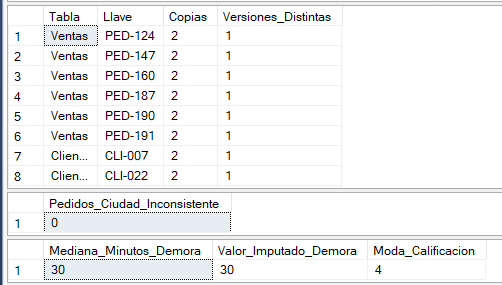 Tabla Llave Copias Versiones_Distintas
1 Ventas PED-124 2 1
2 Ventas PED-147 2 1
3 Ventas PED-160 2 1
4 Ventas PED-187 2 1
5 Ventas PED-190 2 1
6 Ventas PED-191 2 1
7 Clien... CLI-007 2 1
8 Clien... CLI-022 2 1
Pedidos_Ciudad_Inconsistente
1 0
Mediana_Minutos_Demora Valor_Imputado_Demora Moda_Calificacion
1 30 30 4